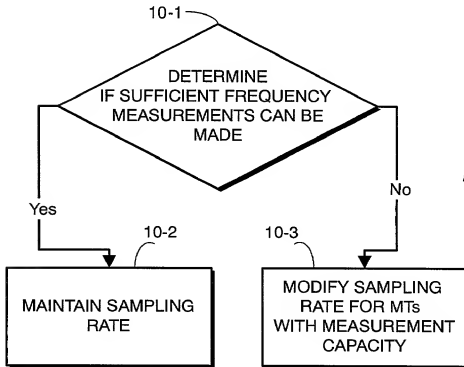 10-1
DETERMINE
IF SUFFICIENT FREQUENCY
MEASUREMENTS CAN BE
MADE
Yes
No
10-2
10-3
MAINTAIN SAMPLING
RATE
MODIFY SAMPLING
RATE FOR MTs
WITH MEASUREMENT
CAPACITY